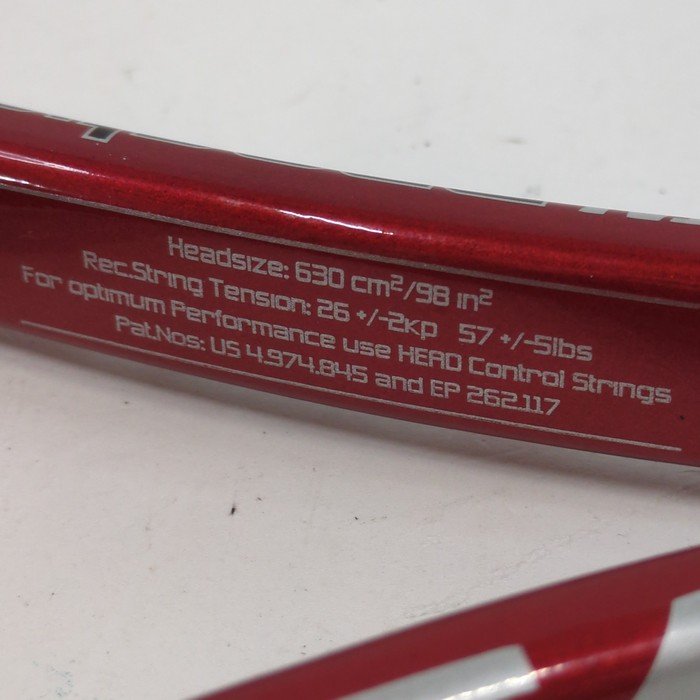 Headsize: 630 cm²/98 in²
Rec.String Tension: 26 +/-2kp 57 +/-5lbs
For optimum Performance use HEAD Control Strings
Pat.Nos: US 4.974.845 and EP 262.117